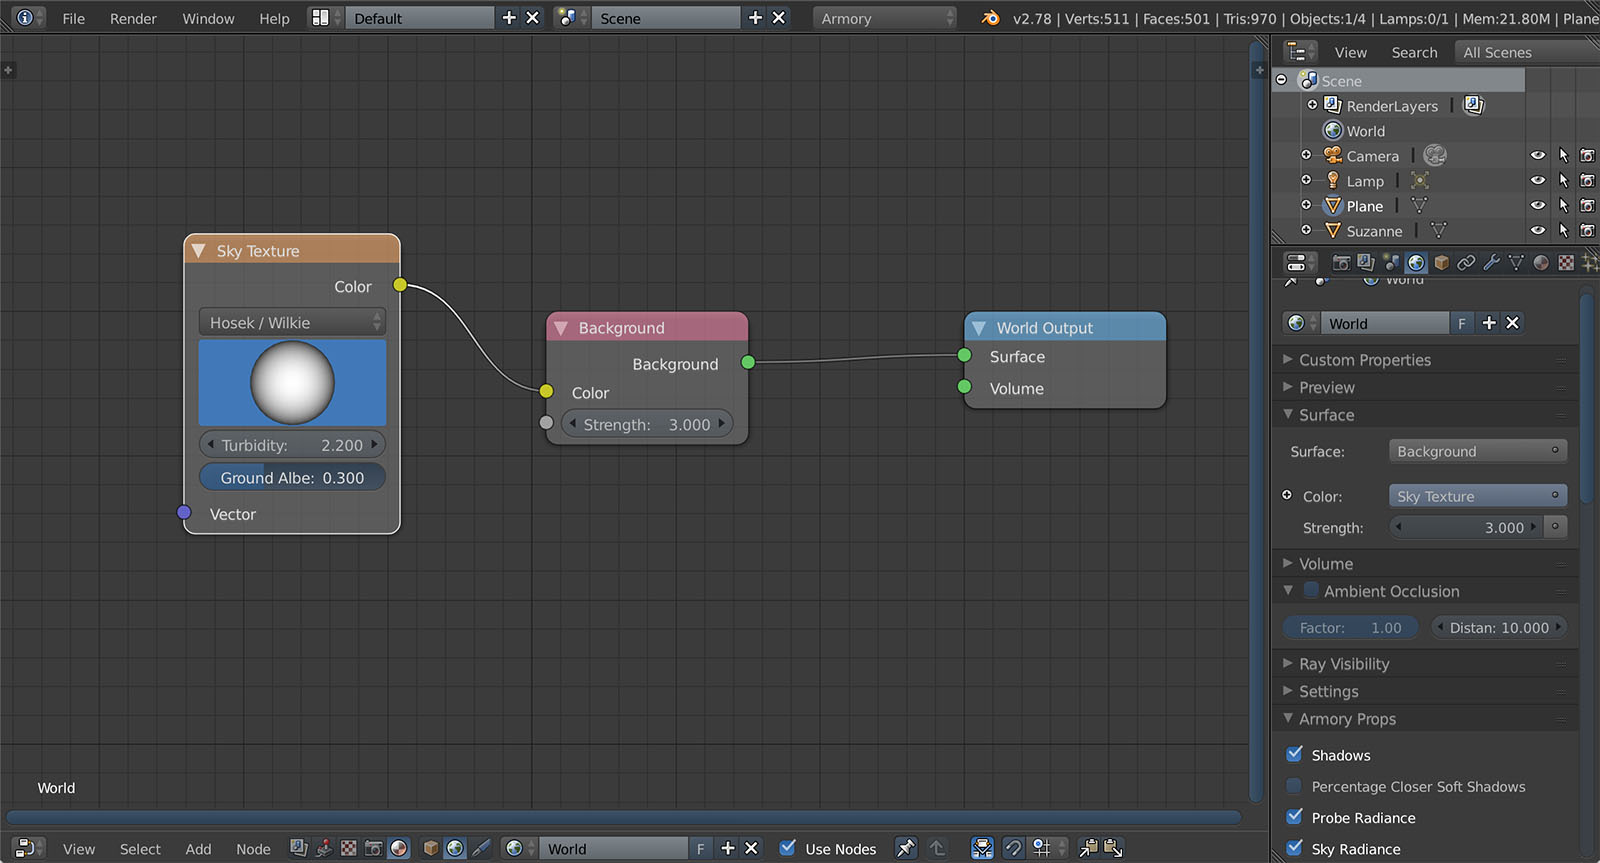 File Render Window Help Default Scene Armory v2.78 | Verts:511 | Faces:501 | Tris:970 | Objects:1/4 | Lamps:0/1 | Mem:21.80M | Plane
View Search All Scenes
Scene
RenderLayers
World
Camera
Lamp
Plane
Suzanne
Sky Texture
Color
Hosek / Wilkie
Turbidity: 2.200
Ground Albe: 0.300
Vector
Background
Background
Color
Strength: 3.000
World Output
Surface
Volume
World
World F
Custom Properties
Preview
Surface
Surface: Background
Color: Sky Texture
Strength: 3.000
Volume
Ambient Occlusion
Factor: 1.00 Distan: 10.000
Ray Visibility
Settings
Armory Props
Shadows
Percentage Closer Soft Shadows
Probe Radiance
Sky Radiance
World
View Select Add Node World F Use Nodes